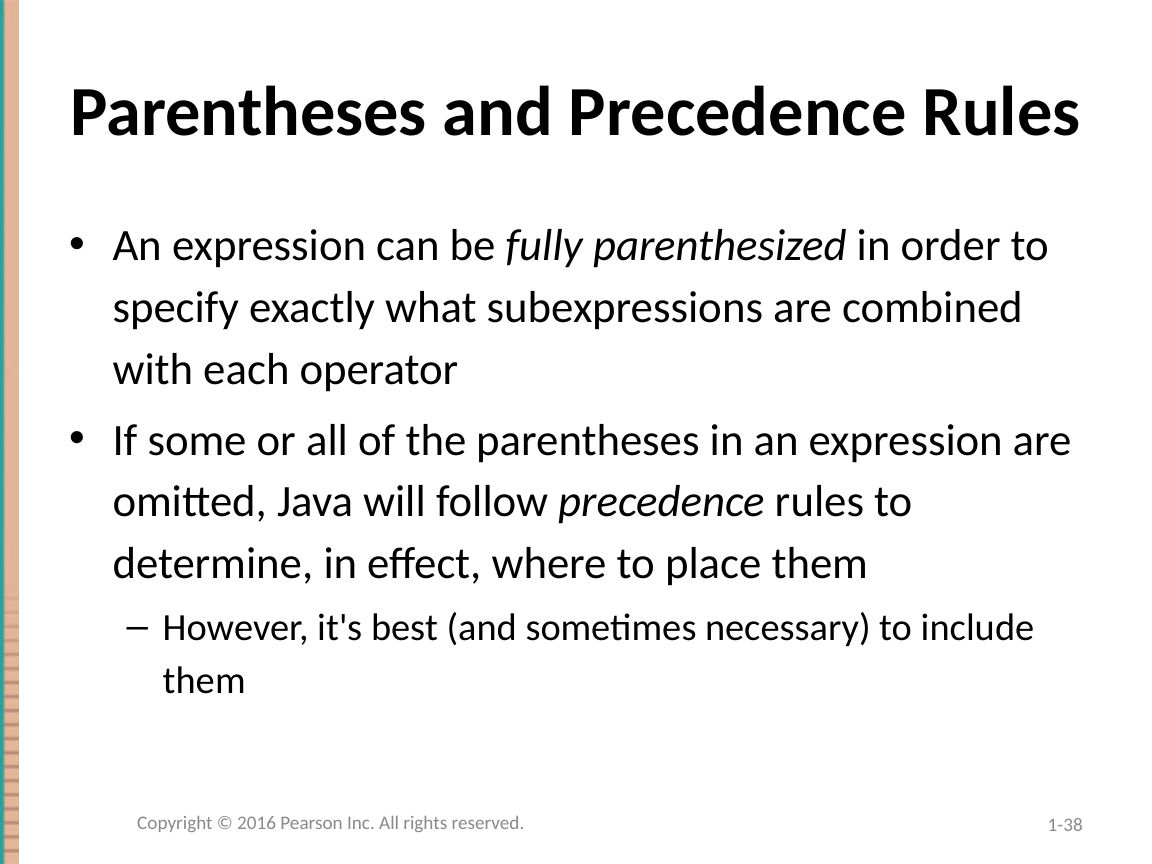 Parentheses and Precedence Rules
• An expression can be fully parenthesized in order to
specify exactly what subexpressions are combined
with each operator
• If some or all of the parentheses in an expression are
omitted, Java will follow precedence rules to
determine, in effect, where to place them
– However, it's best (and sometimes necessary) to include
them
Copyright © 2016 Pearson Inc. All rights reserved.
1-38